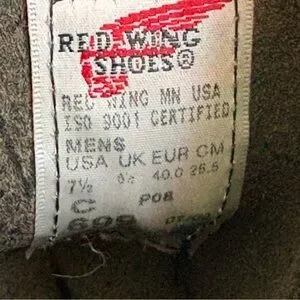 RED WING
SHOES®
RED WING MN USA
ISO 9001 CERTIFIED
MENS
USA UK EUR CM
7½ 40.0 25.5
C P08